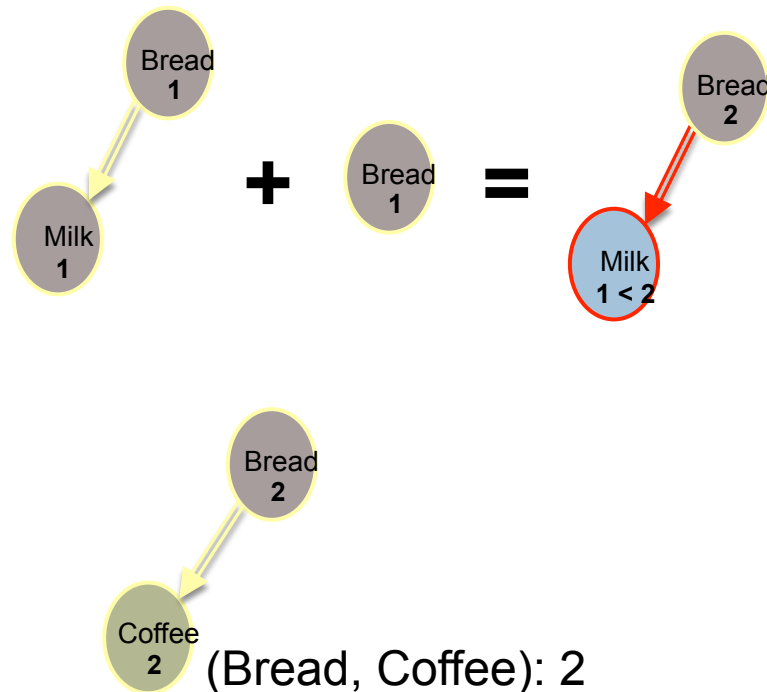 Bread
1
Milk
1
+
Bread
1
=
Bread
2
Milk
1 < 2
Bread
2
Coffee
2
(Bread, Coffee): 2